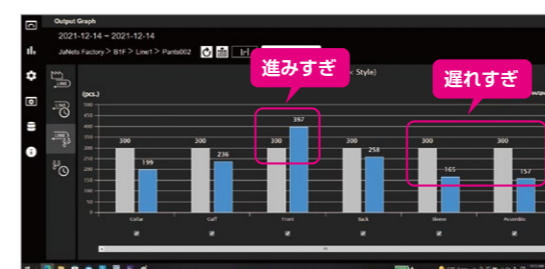 Output Graph
2021-12-14 ~ 2021-12-14
JaNets Factory > B1F > Line1 > Pants002
進みすぎ
Style)
遅れすぎ
(pcs.)
500
450
400
350
300
250
200
150
100
50
0
300 199
300 236
300 397
300 258
300 165
300 157
Collar
Cuff
Front
Back
Sleeve
Assemble